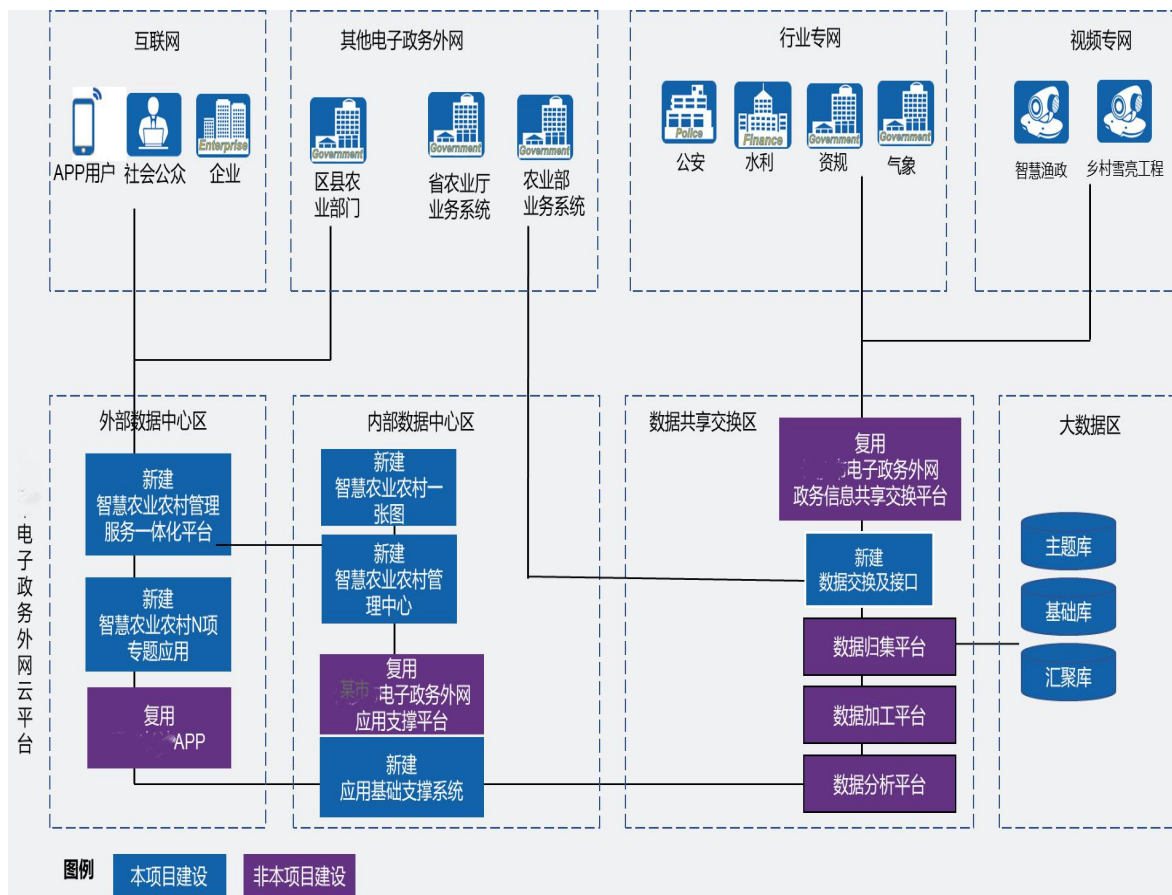 互联网
其他电子政务外网
行业专网
视频专网
Enterprise
Government
Government
Government
Police
Finance
Government
Government
APP用户
社会公众
企业
区县农
业部门
省农业厅
业务系统
农业部
业务系统
公安
水利
资规
气象
智慧渔政
乡村雪亮工程
电子政务外网云平台
外部数据中心区
新建
智慧农业农村管理
服务一体化平台
新建
智慧农业农村N项
专题应用
复用
APP
内部数据中心区
新建
智慧农业农村一
张图
新建
智慧农业农村管
理中心
复用
某市电子政务外网
应用支撑平台
新建
应用基础支撑系统
数据共享交换区
复用
市电子政务外网
政务信息共享交换平台
新建
数据交换及接口
数据归集平台
数据加工平台
数据分析平台
大数据区
主题库
基础库
汇聚库
图例
本项目建设
非本项目建设